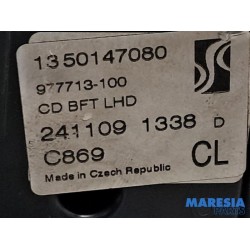 1350147080
977713-100
CD BFT LHD
241109 1338 D
C869 CL
Made in Czech Republic
MARESIA